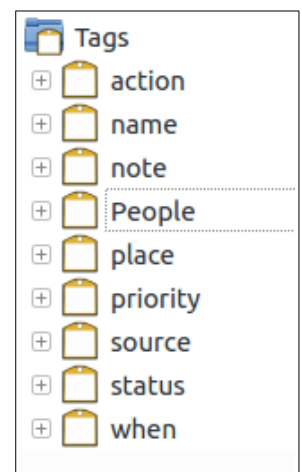 Tags
action
name
note
People
place
priority
source
status
when